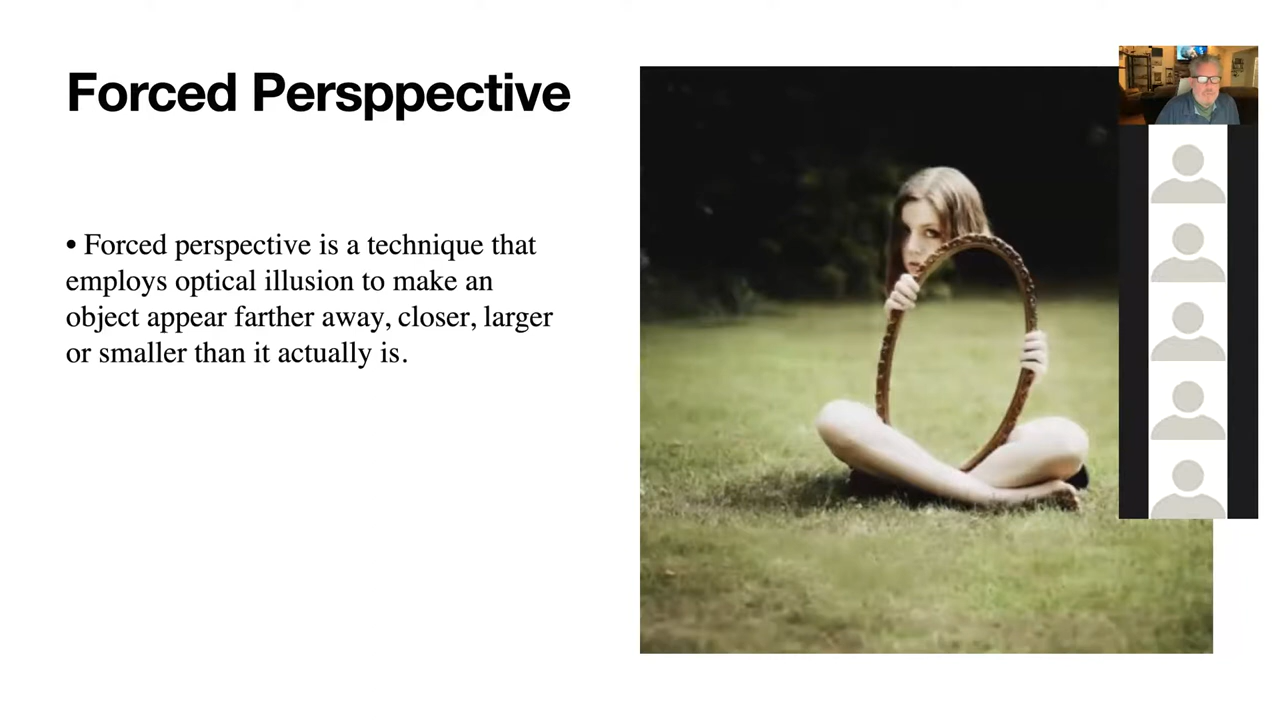 Forced Persppective
• Forced perspective is a technique that
employs optical illusion to make an
object appear farther away, closer, larger
or smaller than it actually is.